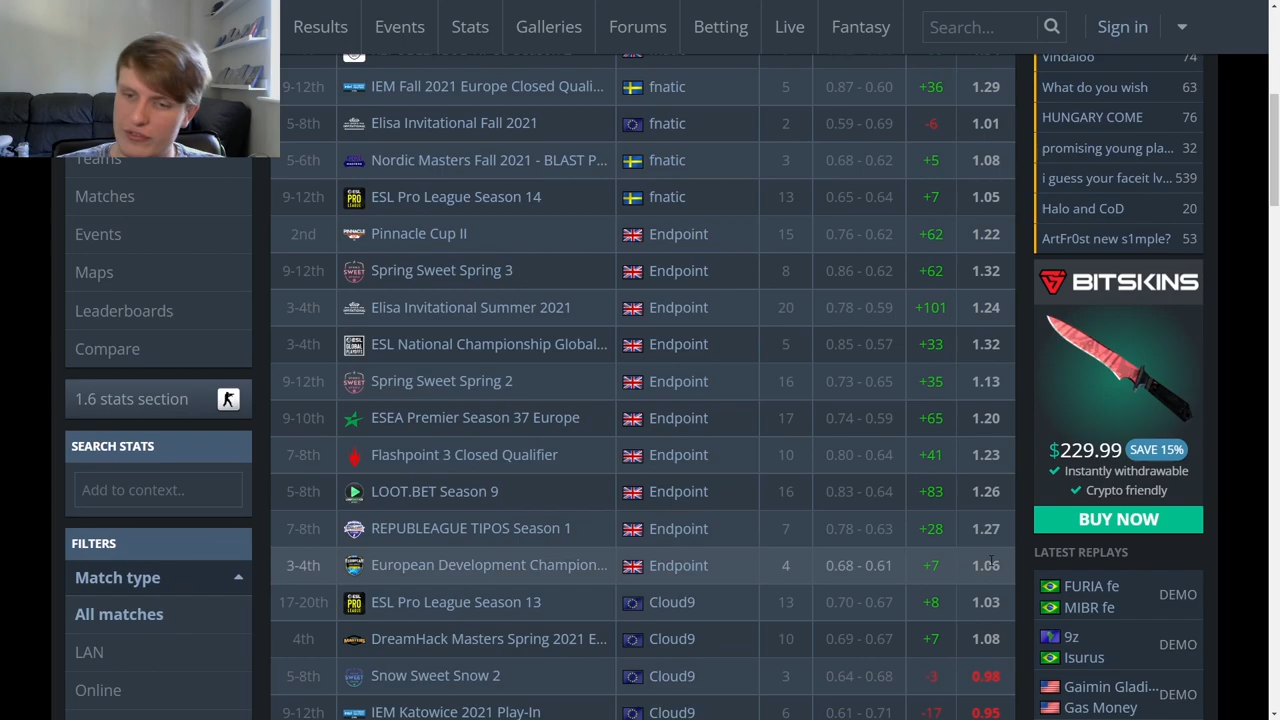 Results Events Stats Galleries Forums Betting Live Fantasy Search... Sign in
9-12th IEM Fall 2021 Europe Closed Quali... fnatic 5 0.87 - 0.60 +36 1.29
5-8th Elisa Invitational Fall 2021 fnatic 2 0.59 - 0.69 -6 1.01
5-6th Nordic Masters Fall 2021 - BLAST P... fnatic 3 0.68 - 0.62 +5 1.08
9-12th ESL Pro League Season 14 fnatic 13 0.65 - 0.64 +7 1.05
2nd Pinnacle Cup II Endpoint 15 0.76 - 0.62 +62 1.22
9-12th Spring Sweet Spring 3 Endpoint 8 0.86 - 0.62 +62 1.32
3-4th Elisa Invitational Summer 2021 Endpoint 20 0.78 - 0.59 +101 1.24
3-4th ESL National Championship Global... Endpoint 5 0.85 - 0.57 +33 1.32
9-12th Spring Sweet Spring 2 Endpoint 16 0.73 - 0.65 +35 1.13
9-10th ESEA Premier Season 37 Europe Endpoint 17 0.74 - 0.59 +65 1.20
7-8th Flashpoint 3 Closed Qualifier Endpoint 10 0.80 - 0.64 +41 1.23
5-8th LOOT.BET Season 9 Endpoint 16 0.83 - 0.64 +83 1.26
7-8th REPUBLEAGUE TIPOS Season 1 Endpoint 7 0.78 - 0.63 +28 1.27
3-4th European Development Champion... Endpoint 4 0.68 - 0.61 +7 1.06
17-20th ESL Pro League Season 13 Cloud9 13 0.70 - 0.67 +8 1.03
4th DreamHack Masters Spring 2021 E... Cloud9 10 0.69 - 0.67 +7 1.08
5-8th Snow Sweet Snow 2 Cloud9 3 0.64 - 0.68 -3 0.98
9-12th IEM Katowice 2021 Play-In Cloud9 6 0.61 - 0.71 -17 0.95
Teams
Matches
Events
Maps
Leaderboards
Compare
1.6 stats section
SEARCH STATS
Add to context..
FILTERS
Match type
All matches
LAN
Online
Vindaloo 74
What do you wish 63
HUNGARY COME 76
promising young pla... 32
i guess your faceit lv... 539
Halo and CoD 20
ArtFr0st new s1mple? 53
BITSKINS
$229.99 SAVE 15%
Instantly withdrawable
Crypto friendly
BUY NOW
LATEST REPLAYS
FURIA fe
MIBR fe
DEMO
9z
Isurus
DEMO
Gaimin Gladi...
Gas Money
DEMO